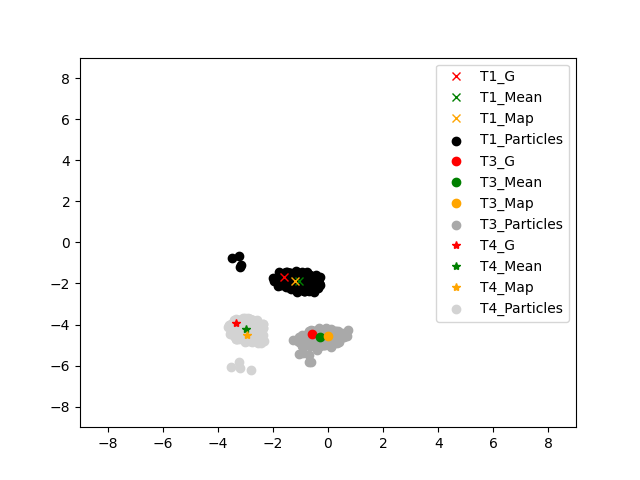 8
6
4
2
0
−2
−4
−6
−8
−8 −6 −4 −2 0 2 4 6 8
T1_G
T1_Mean
T1_Map
T1_Particles
T3_G
T3_Mean
T3_Map
T3_Particles
T4_G
T4_Mean
T4_Map
T4_Particles